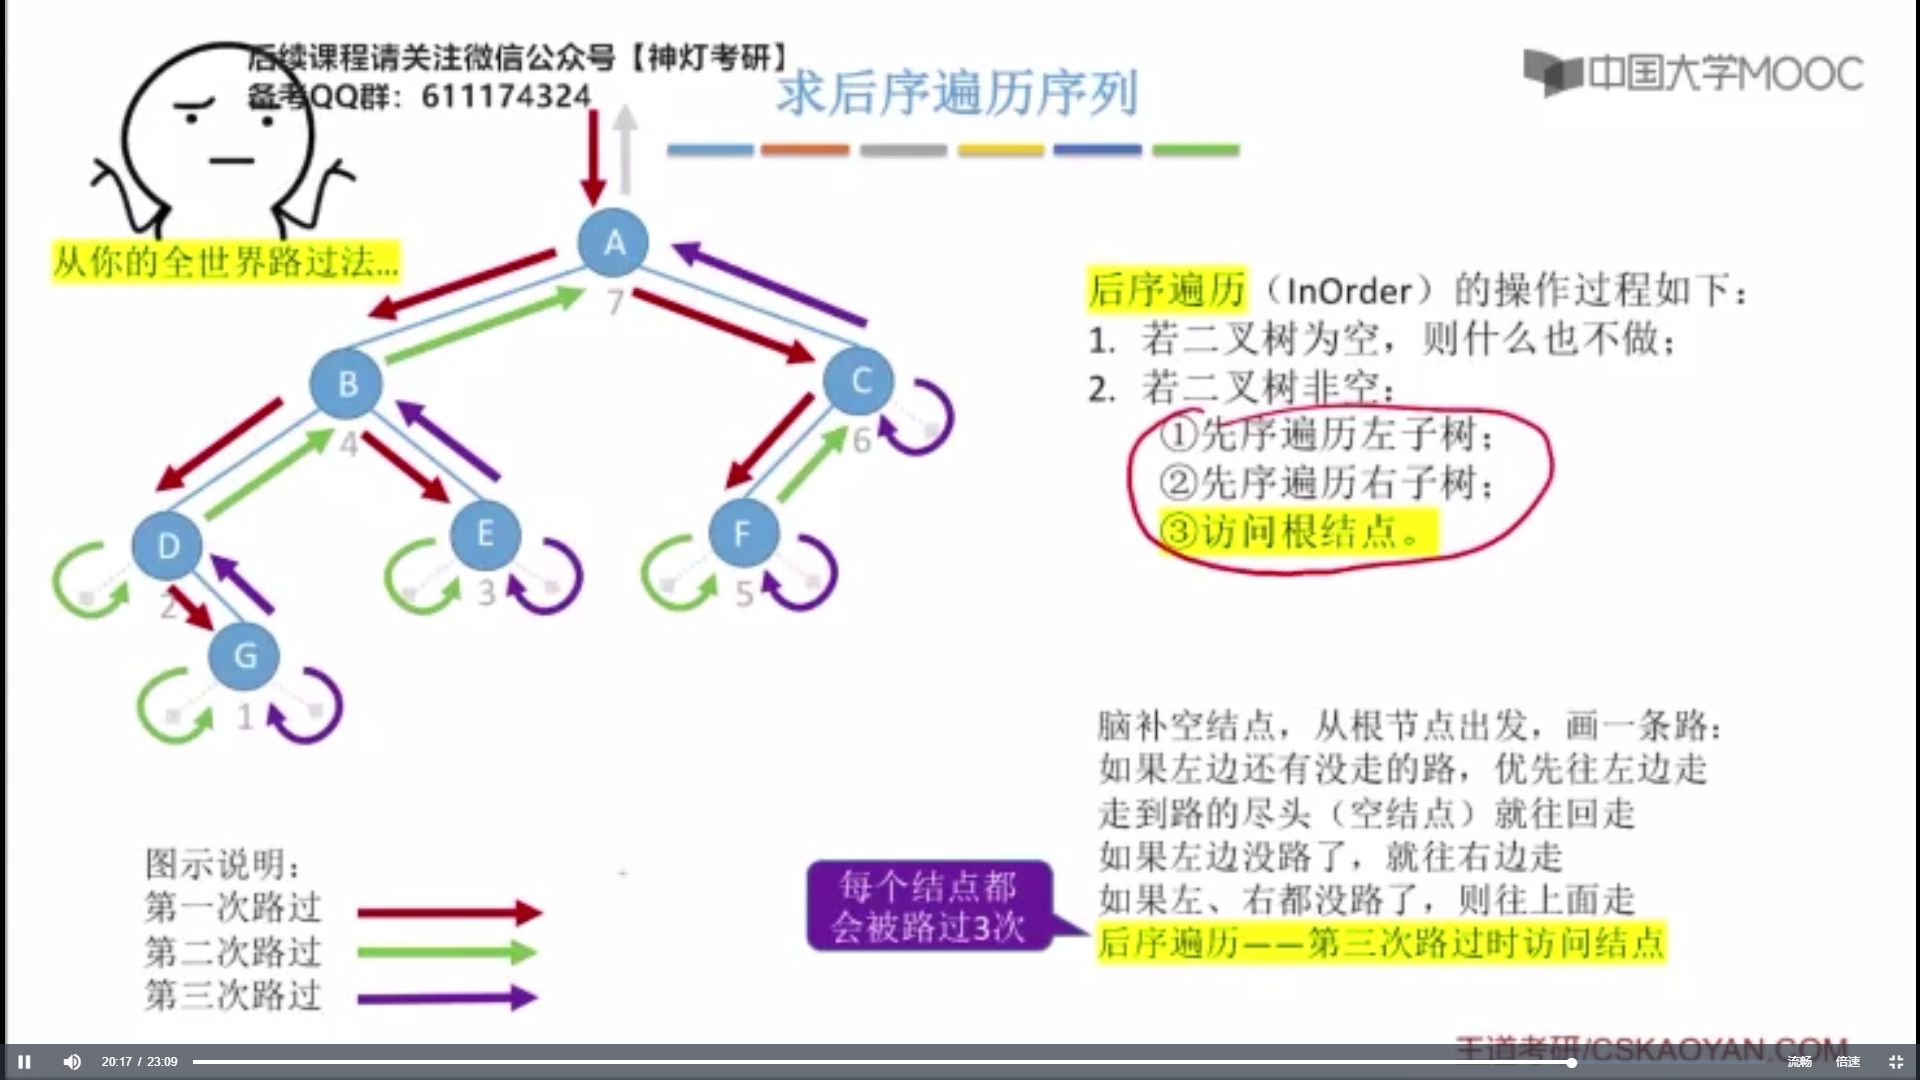 后续课程请关注微信公众号【神灯考研】
备考QQ群：611174324
求后序遍历序列
中国大学MOOC
从你的全世界路过法...
A
7
B
4
C
6
D
2
E
3
F
5
G
1
后序遍历（InOrder）的操作过程如下：
1. 若二叉树为空，则什么也不做；
2. 若二叉树非空：
①先序遍历左子树；
②先序遍历右子树；
③访问根结点。
脑补空结点，从根节点出发，画一条路：
如果左边还有没走的路，优先往左边走
走到路的尽头（空结点）就往回走
如果左边没路了，就往右边走
如果左、右都没路了，则往上面走
后序遍历——第三次路过时访问结点
每个结点都
会被路过3次
图示说明：
第一次路过
第二次路过
第三次路过
王道考研/CSKAOYAN.COM
20:17 / 23:09
流畅
倍速